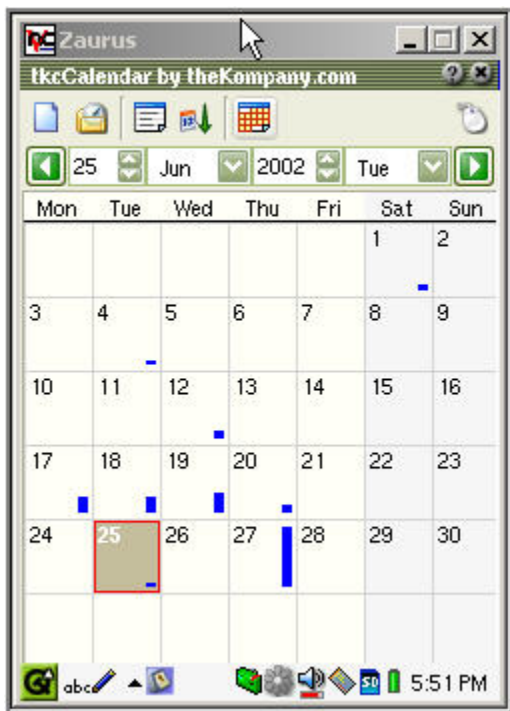 Zaurus
tkcCalendar by theKompany.com
25 Jun 2002 Tue
Mon Tue Wed Thu Fri Sat Sun
1 2
3 4 5 6 7 8 9
10 11 12 13 14 15 16
17 18 19 20 21 22 23
24 25 26 27 28 29 30
abc SD 5:51 PM